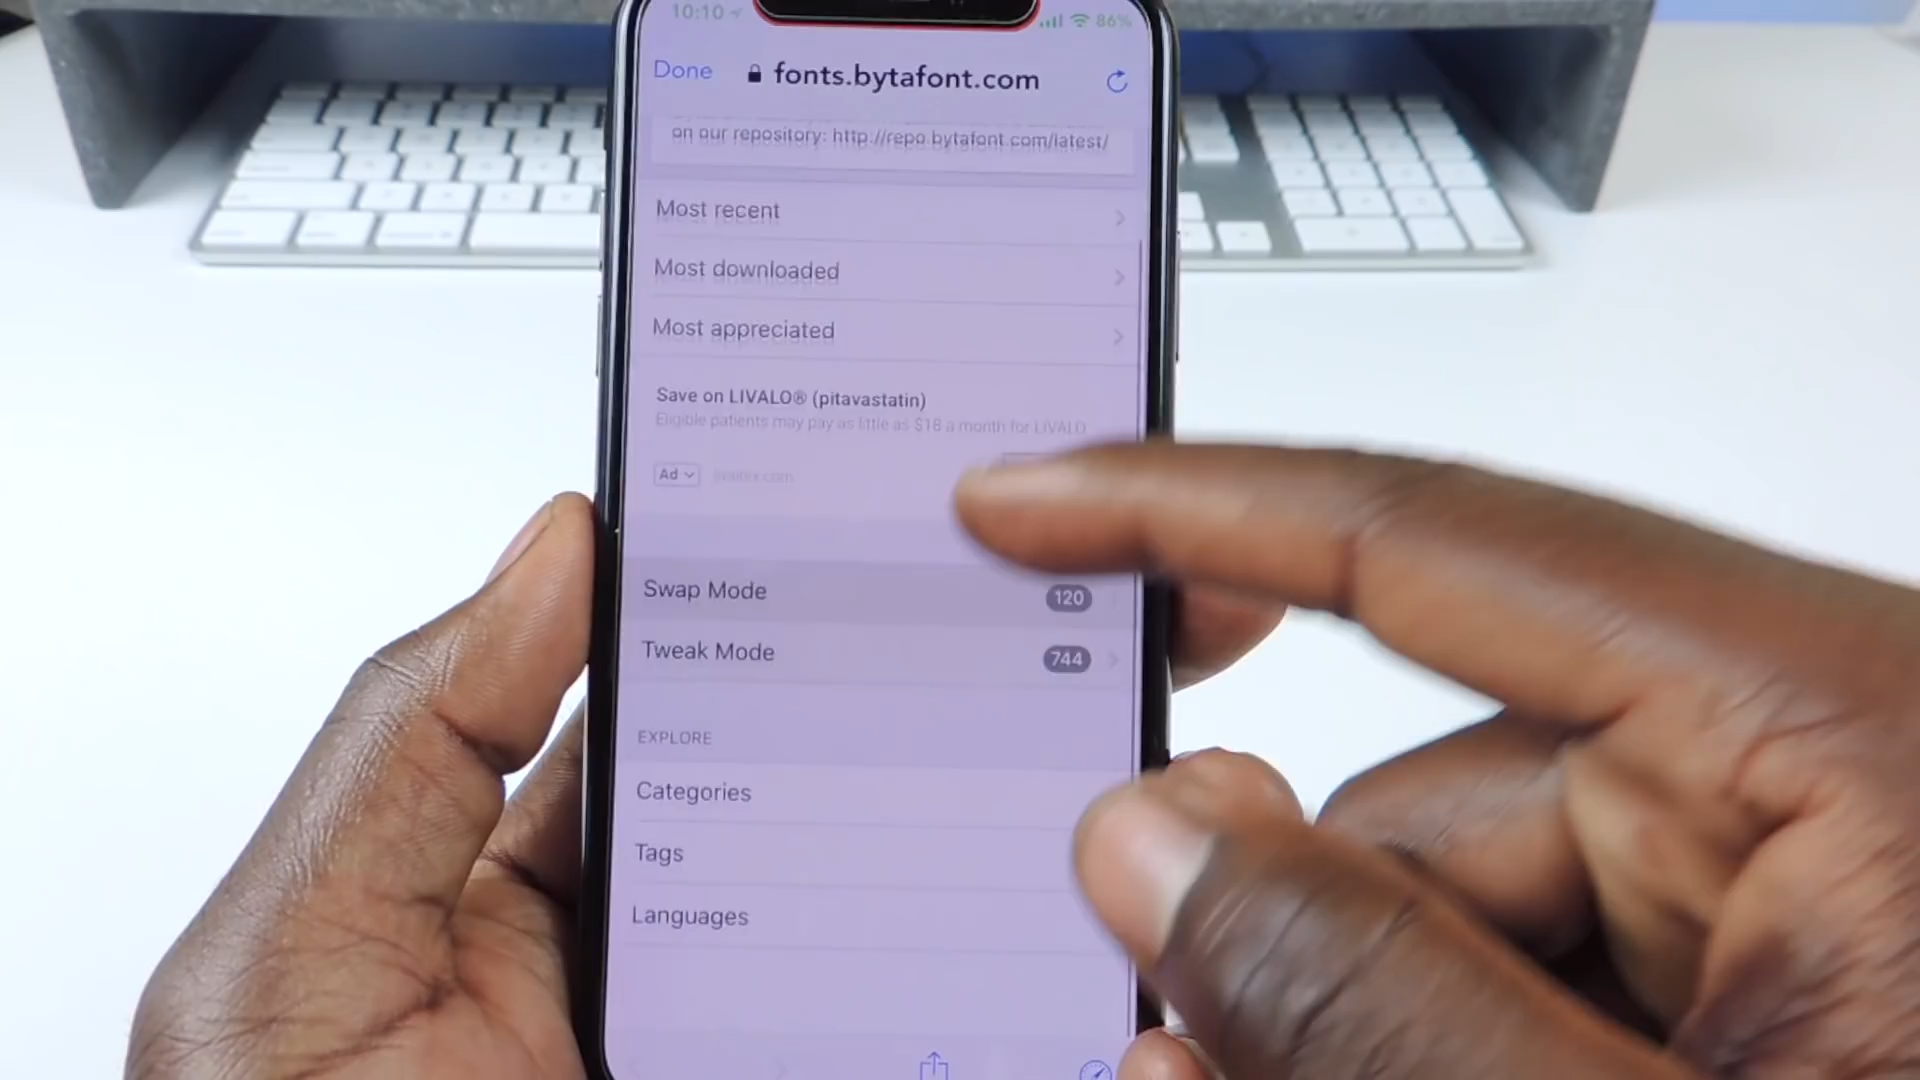 10:10
86%
Done
fonts.bytafont.com
on our repository: http://repo.bytafont.com/latest/
Most recent
Most downloaded
Most appreciated
Save on LIVALO® (pitavastatin)
Eligible patients may pay as little as $18 a month for LIVALO
Ad
Swap Mode
120
Tweak Mode
744
EXPLORE
Categories
Tags
Languages